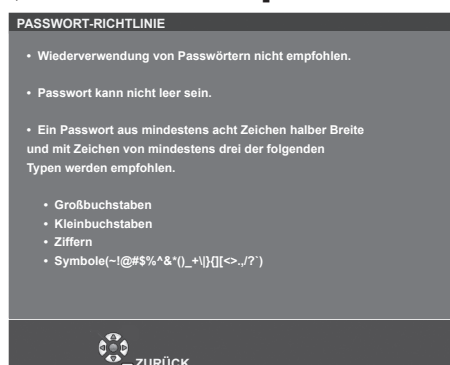 PASSWORT-RICHTLINIE
• Wiederverwendung von Passwörtern nicht empfohlen.
• Passwort kann nicht leer sein.
• Ein Passwort aus mindestens acht Zeichen halber Breite
und mit Zeichen von mindestens drei der folgenden
Typen werden empfohlen.
• Großbuchstaben
• Kleinbuchstaben
• Ziffern
• Symbole(~!@#$%^&*()_+\|}{][<>.,/?`)
ZURÜCK